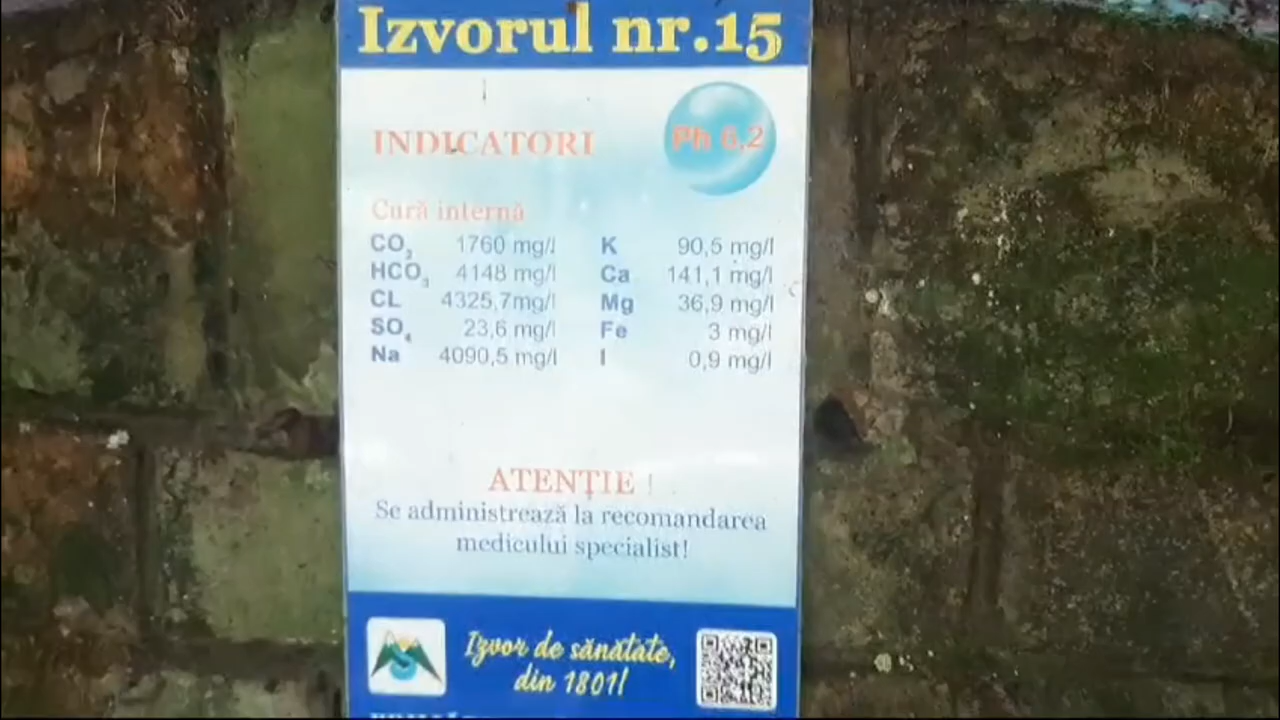 Izvorul nr.15
INDICATORI
Ph 6,2
Cură internă
CO₂ 1760 mg/l K 90,5 mg/l
HCO₃ 4148 mg/l Ca 141,1 mg/l
CL 4325,7mg/l Mg 36,9 mg/l
SO₄ 23,6 mg/l Fe 3 mg/l
Na 4090,5 mg/l I 0,9 mg/l
ATENȚIE !
Se administrează la recomandarea
medicului specialist!
Izvor de sănătate,
din 1801!